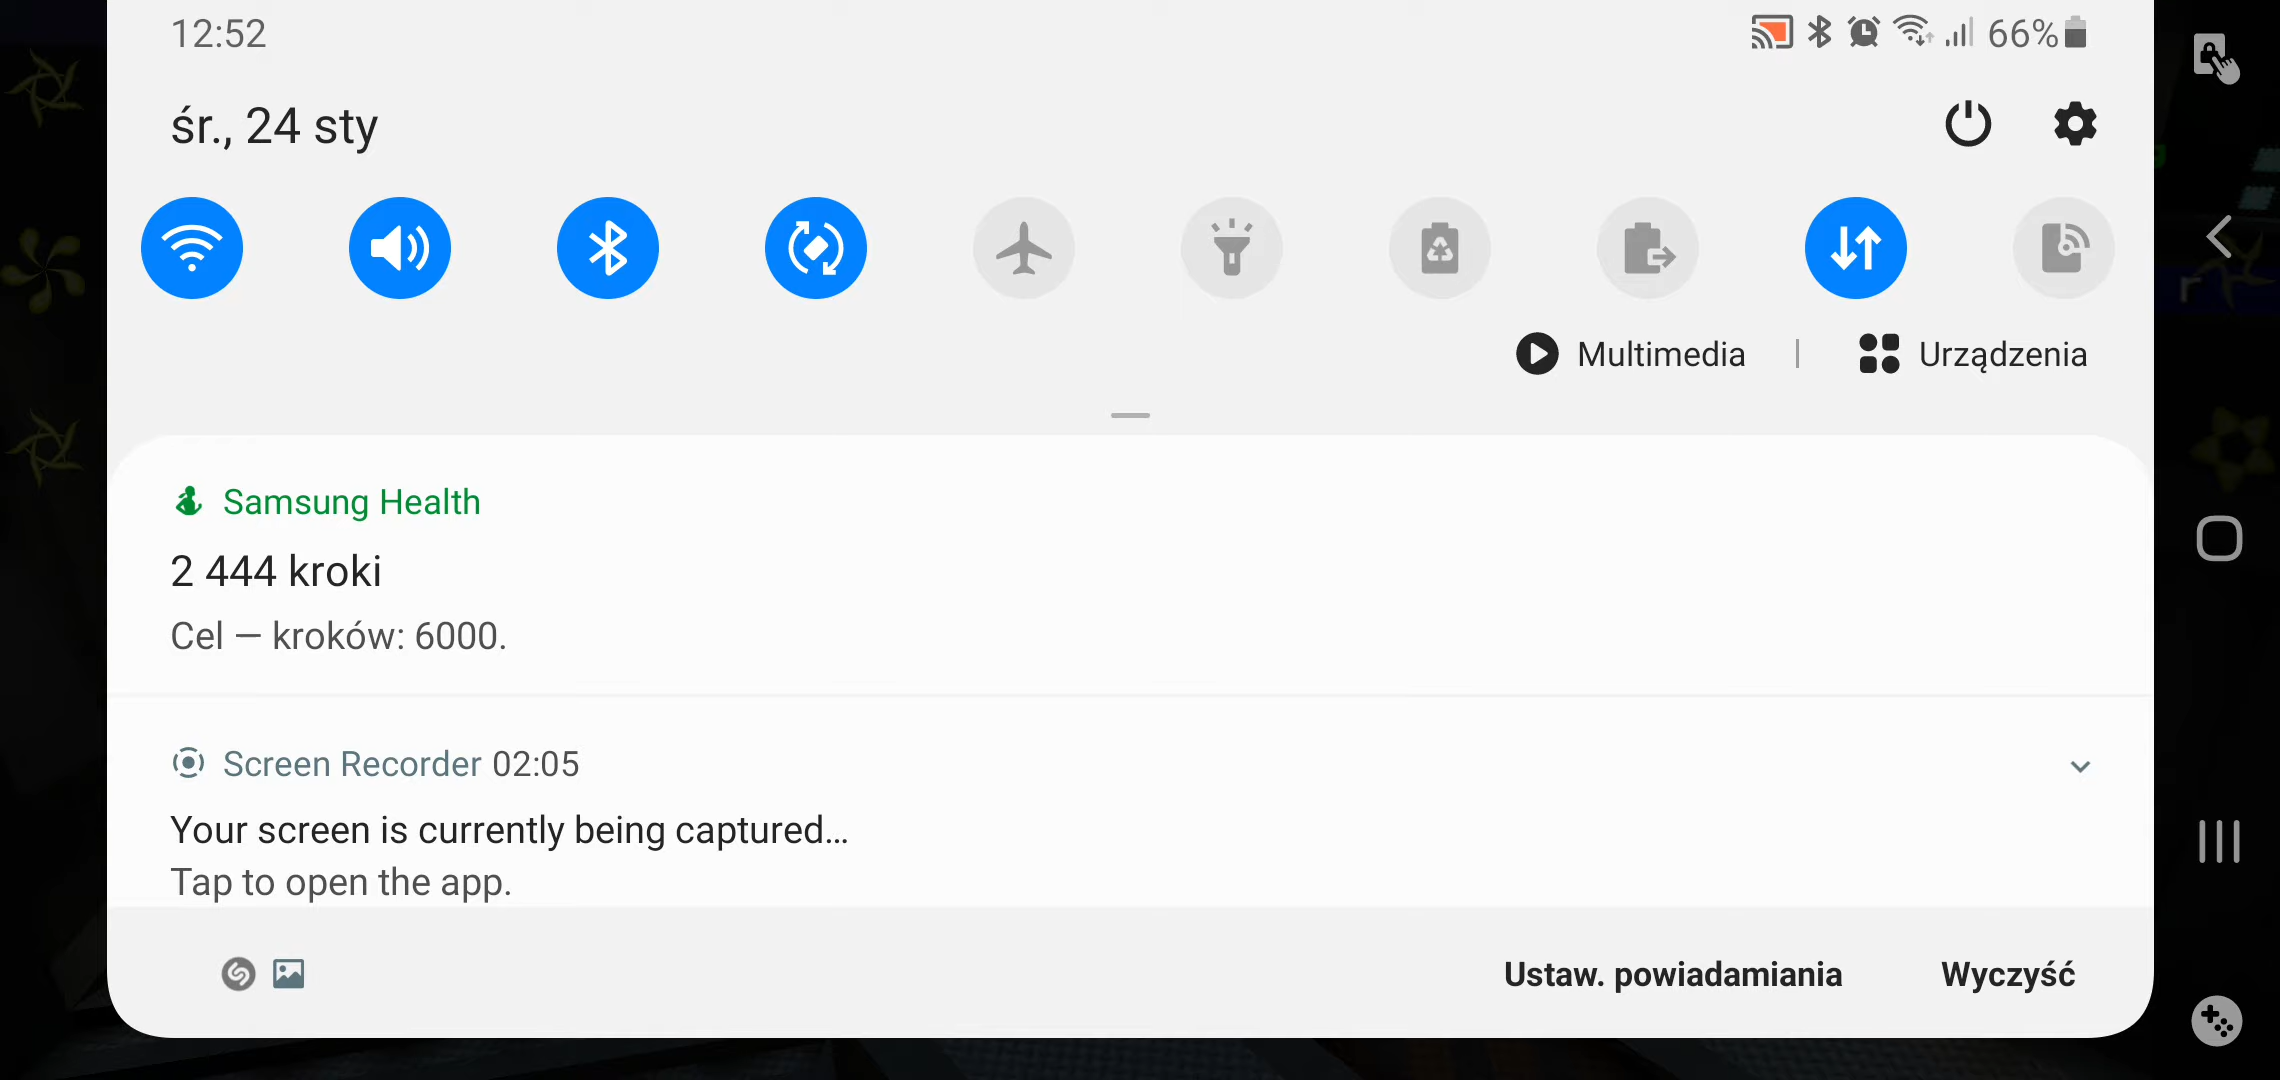 12:52
66%
śr., 24 sty
Multimedia | Urządzenia
Samsung Health
2 444 kroki
Cel — kroków: 6000.
Screen Recorder 02:05
Your screen is currently being captured...
Tap to open the app.
Ustaw. powiadamiania
Wyczyść